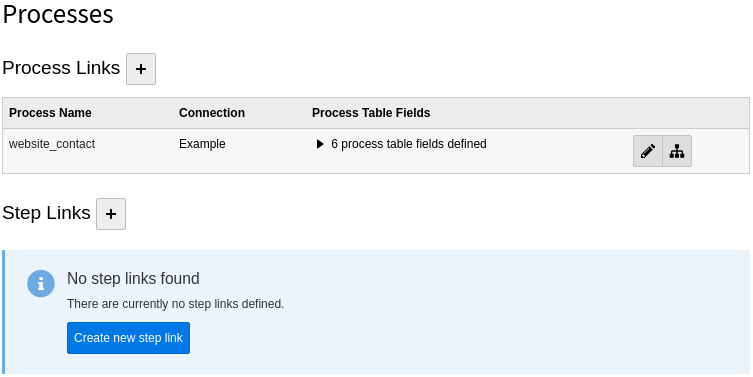 Processes
Process Links +
Process Name Connection Process Table Fields
website_contact Example 6 process table fields defined
Step Links +
No step links found
There are currently no step links defined.
Create new step link